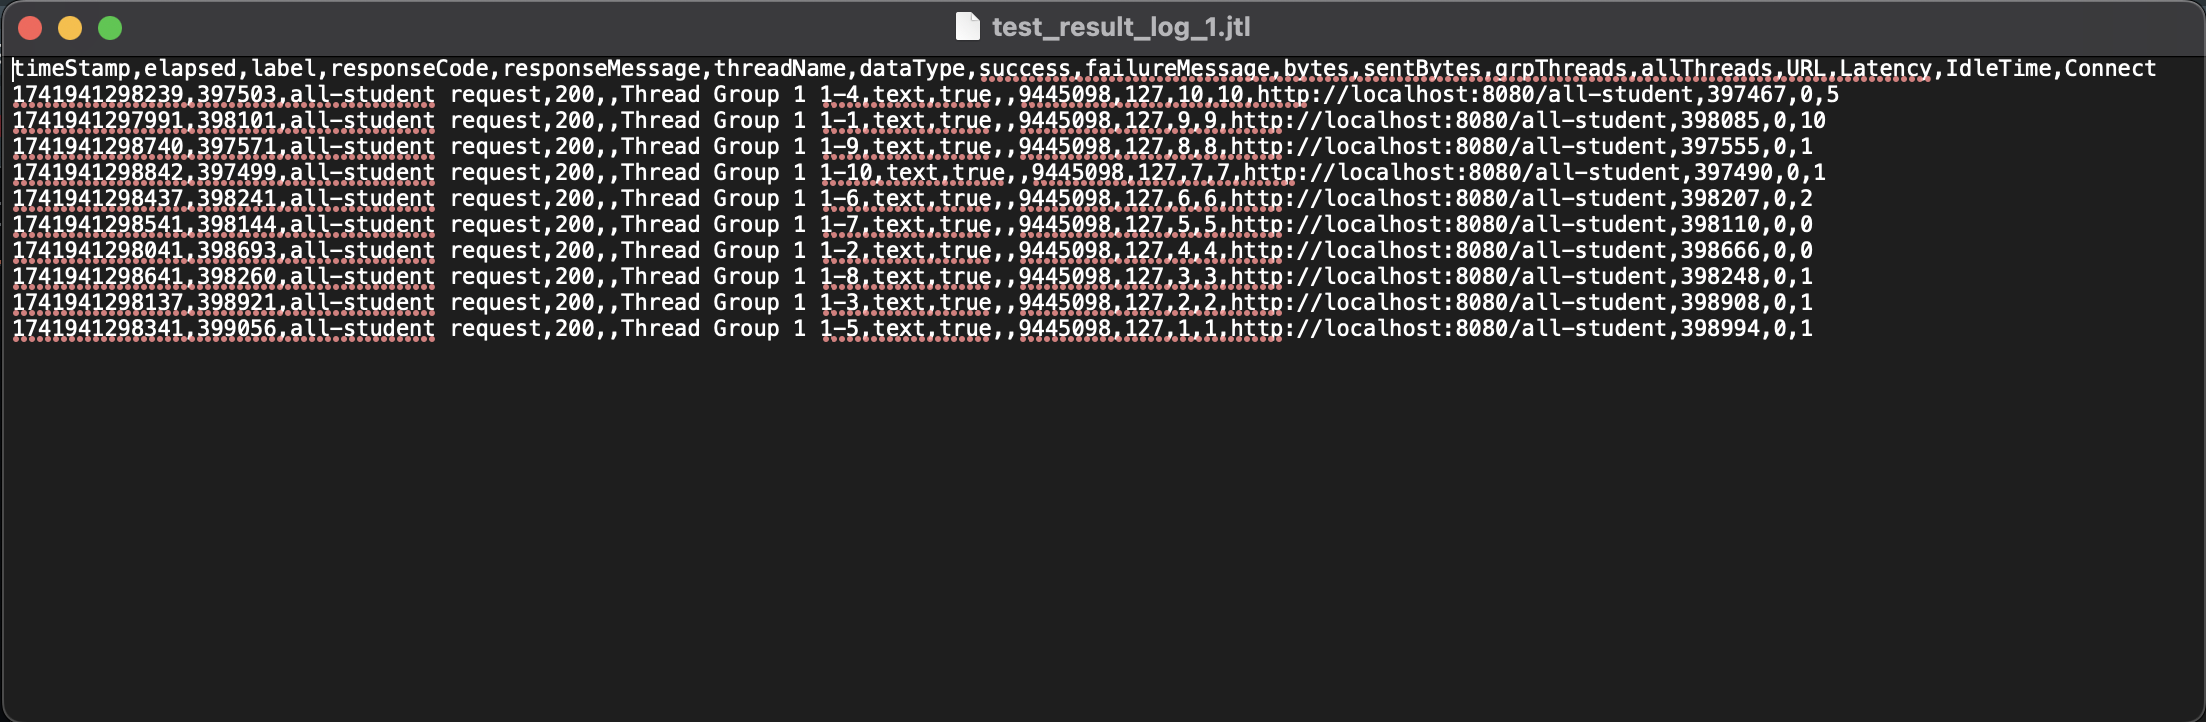 test_result_log_1.jtl
timeStamp,elapsed,label,responseCode,responseMessage,threadName,dataType,success,failureMessage,bytes,sentBytes,grpThreads,allThreads,URL,Latency,IdleTime,Connect
1741941298239,397503,all-student request,200,,Thread Group 1 1-4,text,true,,9445098,127,10,10,http://localhost:8080/all-student,397467,0,5
1741941297991,398101,all-student request,200,,Thread Group 1 1-1,text,true,,9445098,127,9,9,http://localhost:8080/all-student,398085,0,10
1741941298740,397571,all-student request,200,,Thread Group 1 1-9,text,true,,9445098,127,8,8,http://localhost:8080/all-student,397555,0,1
1741941298842,397499,all-student request,200,,Thread Group 1 1-10,text,true,,9445098,127,7,7,http://localhost:8080/all-student,397490,0,1
1741941298437,398241,all-student request,200,,Thread Group 1 1-6,text,true,,9445098,127,6,6,http://localhost:8080/all-student,398207,0,2
1741941298541,398144,all-student request,200,,Thread Group 1 1-7,text,true,,9445098,127,5,5,http://localhost:8080/all-student,398110,0,0
1741941298041,398693,all-student request,200,,Thread Group 1 1-2,text,true,,9445098,127,4,4,http://localhost:8080/all-student,398666,0,0
1741941298641,398260,all-student request,200,,Thread Group 1 1-8,text,true,,9445098,127,3,3,http://localhost:8080/all-student,398248,0,1
1741941298137,398921,all-student request,200,,Thread Group 1 1-3,text,true,,9445098,127,2,2,http://localhost:8080/all-student,398908,0,1
1741941298341,399056,all-student request,200,,Thread Group 1 1-5,text,true,,9445098,127,1,1,http://localhost:8080/all-student,398994,0,1